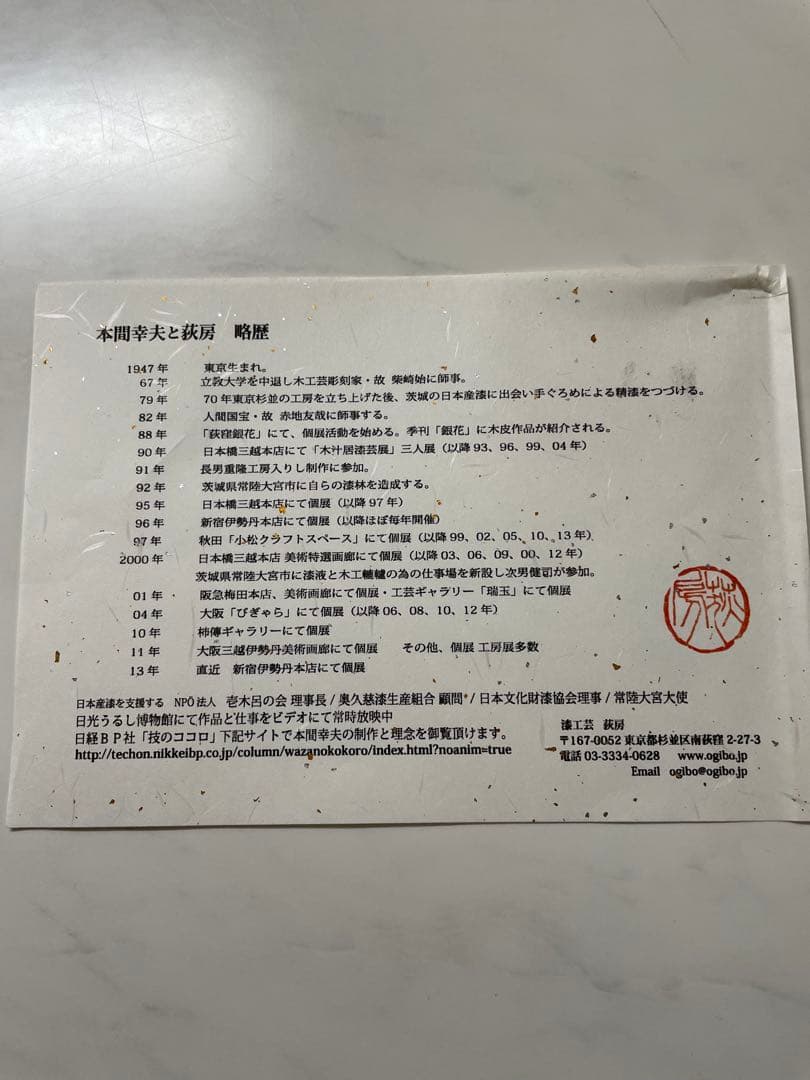 本間幸夫と荻房　略歴
1947年　東京生まれ。
67年　立教大学を中退し木工芸彫刻家・故 柴崎始に師事。
79年　70年東京杉並の工房を立ち上げた後、茨城の日本産漆に出会い手ぐろめによる精漆をつづける。
82年　人間国宝・故 赤地友哉に師事する。
88年　「荻窪銀花」にて、個展活動を始める。季刊「銀花」に木皮作品が紹介される。
90年　日本橋三越本店にて「木汁居漆芸展」三人展（以降93、96、99、04年）
91年　長男重隆工房入りし制作に参加。
92年　茨城県常陸大宮市に自らの漆林を造成する。
95年　日本橋三越本店にて個展（以降97年）
96年　新宿伊勢丹本店にて個展（以降ほぼ毎年開催）
97年　秋田「小松クラフトスペース」にて個展（以降99、02、05、10、13年）
2000年　日本橋三越本店 美術特選画廊にて個展（以降03、06、09、00、12年）
茨城県常陸大宮市に漆液と木工轆轤の為の仕事場を新設し次男健司が参加。
01年　阪急梅田本店、美術画廊にて個展・工芸ギャラリー「瑞玉」にて個展
04年　大阪「びぎゃら」にて個展（以降06、08、10、12年）
10年　柿傳ギャラリーにて個展
11年　大阪三越伊勢丹美術画廊にて個展　その他、個展 工房展多数
13年　直近　新宿伊勢丹本店にて個展
荻房
日本産漆を支援する　NPO法人　壱木呂の会 理事長 / 奥久慈漆生産組合 顧問 / 日本文化財漆協会理事 / 常陸大宮大使
日光うるし博物館にて作品と仕事をビデオにて常時放映中
日経ＢＰ社「技のココロ」下記サイトで本間幸夫の制作と理念を御覧頂けます。
http://techon.nikkeibp.co.jp/column/wazanokokoro/index.html?noanim=true
漆工芸　荻房
〒167-0052 東京都杉並区南荻窪 2-27-3
電話 03-3334-0628　www.ogibo.jp
Email　ogibo@ogibo.jp